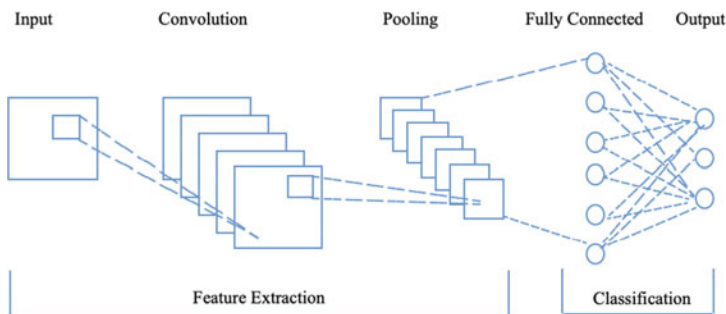 Input Convolution Pooling Fully Connected Output
Feature Extraction Classification